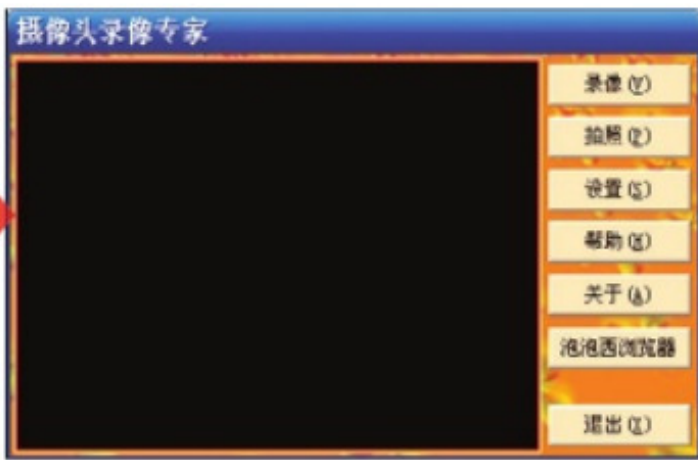 摄像头录像专家
录像(V)
拍照(P)
设置(S)
帮助(H)
关于(A)
泡泡西浏览器
退出(X)